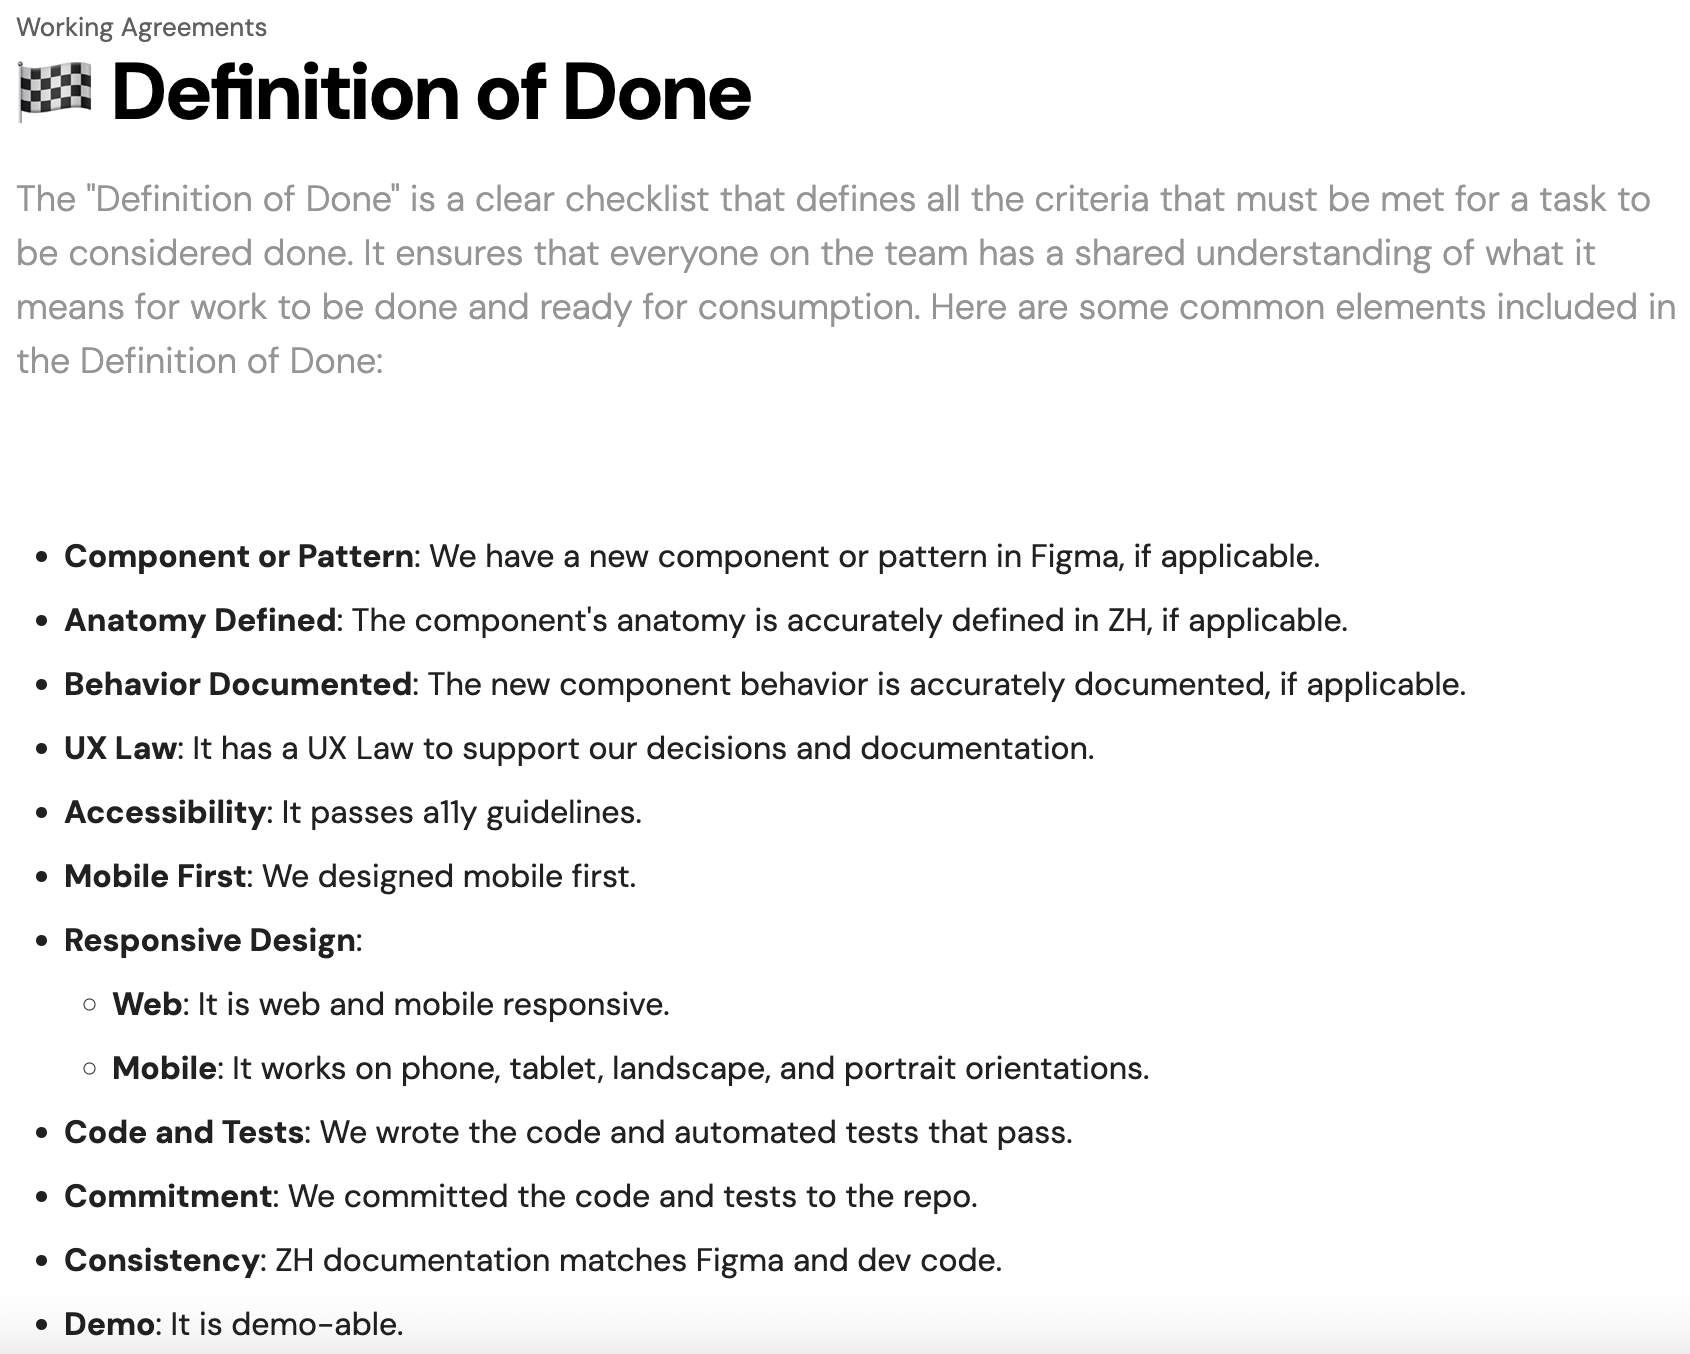 Working Agreements
🏁 Definition of Done
The "Definition of Done" is a clear checklist that defines all the criteria that must be met for a task to
be considered done. It ensures that everyone on the team has a shared understanding of what it
means for work to be done and ready for consumption. Here are some common elements included in
the Definition of Done:
• Component or Pattern: We have a new component or pattern in Figma, if applicable.
• Anatomy Defined: The component's anatomy is accurately defined in ZH, if applicable.
• Behavior Documented: The new component behavior is accurately documented, if applicable.
• UX Law: It has a UX Law to support our decisions and documentation.
• Accessibility: It passes a11y guidelines.
• Mobile First: We designed mobile first.
• Responsive Design:
◦ Web: It is web and mobile responsive.
◦ Mobile: It works on phone, tablet, landscape, and portrait orientations.
• Code and Tests: We wrote the code and automated tests that pass.
• Commitment: We committed the code and tests to the repo.
• Consistency: ZH documentation matches Figma and dev code.
• Demo: It is demo-able.